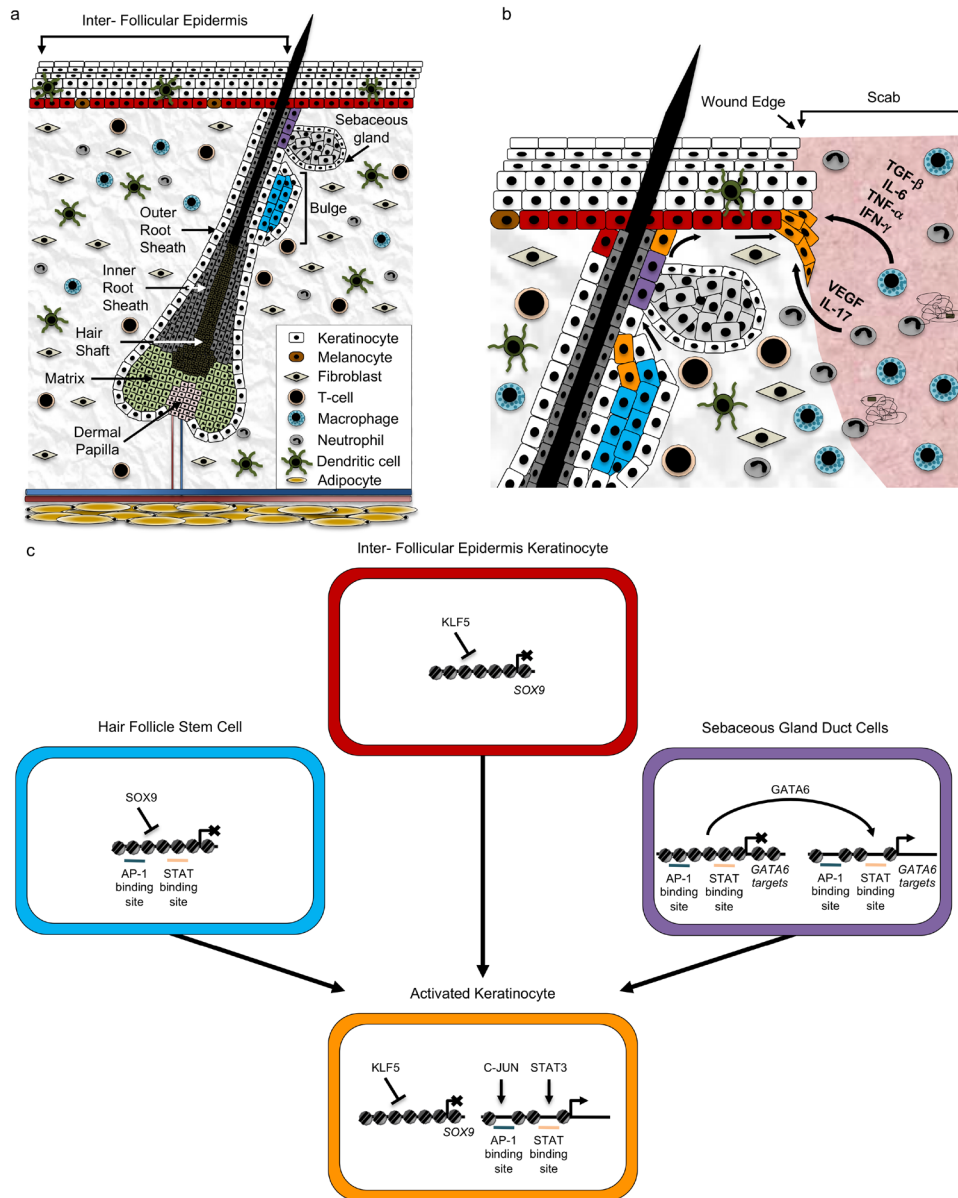 a
Inter- Follicular Epidermis
Sebaceous
gland
Bulge
Outer
Root
Sheath
Inner
Root
Sheath
Hair
Shaft
Matrix
Dermal
Papilla
Keratinocyte
Melanocyte
Fibroblast
T-cell
Macrophage
Neutrophil
Dendritic cell
Adipocyte
b
Wound Edge
Scab
TGF-β
IL-6
TNF-α
IFN-γ
VEGF
IL-17
c
Inter- Follicular Epidermis Keratinocyte
KLF5
SOX9
Hair Follicle Stem Cell
SOX9
AP-1
binding
site
STAT
binding
site
Sebaceous Gland Duct Cells
GATA6
AP-1
binding
site
STAT
binding
site
GATA6
targets
AP-1
binding
site
STAT
binding
site
GATA6
targets
Activated Keratinocyte
KLF5
SOX9
C-JUN
STAT3
AP-1
binding
site
STAT
binding
site